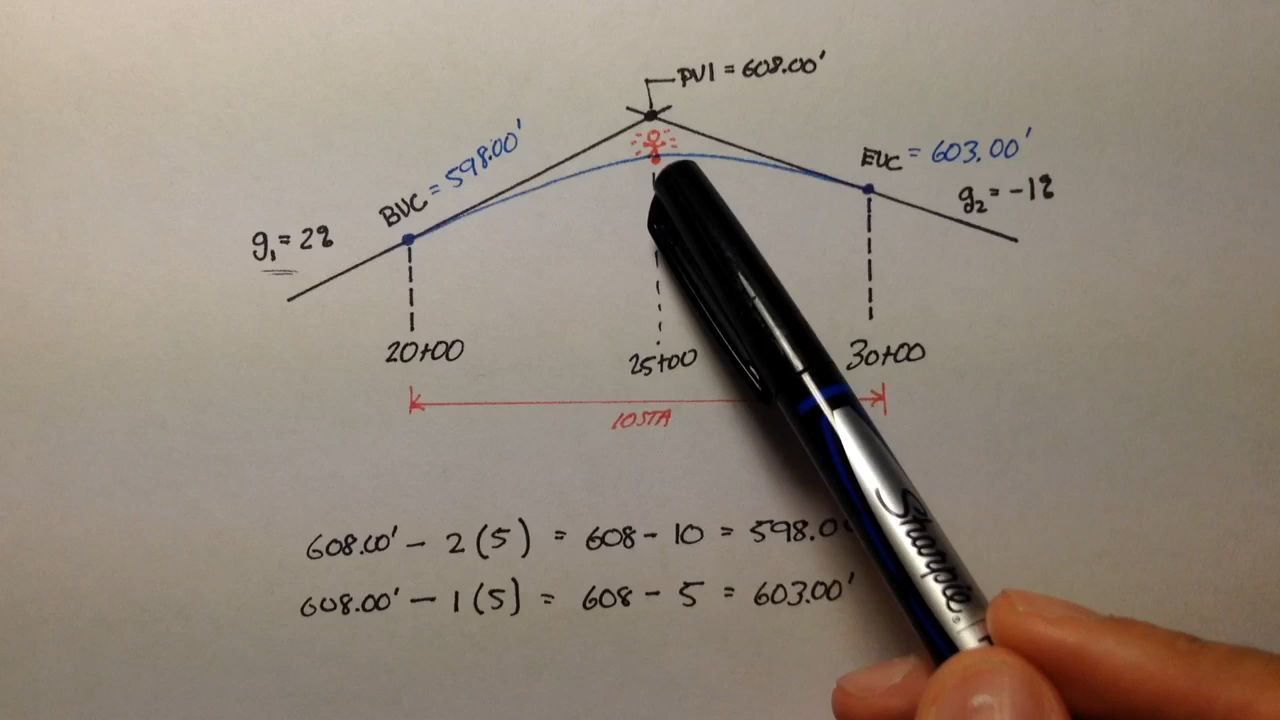 PVI = 608.00'
BVC = 598.00'
EVC = 603.00'
g₁ = 2%
g₂ = -1%
20+00
25+00
30+00
10STA
608.00' - 2(5) = 608 - 10 = 598.0
608.00' - 1(5) = 608 - 5 = 603.00'
Sharpie®